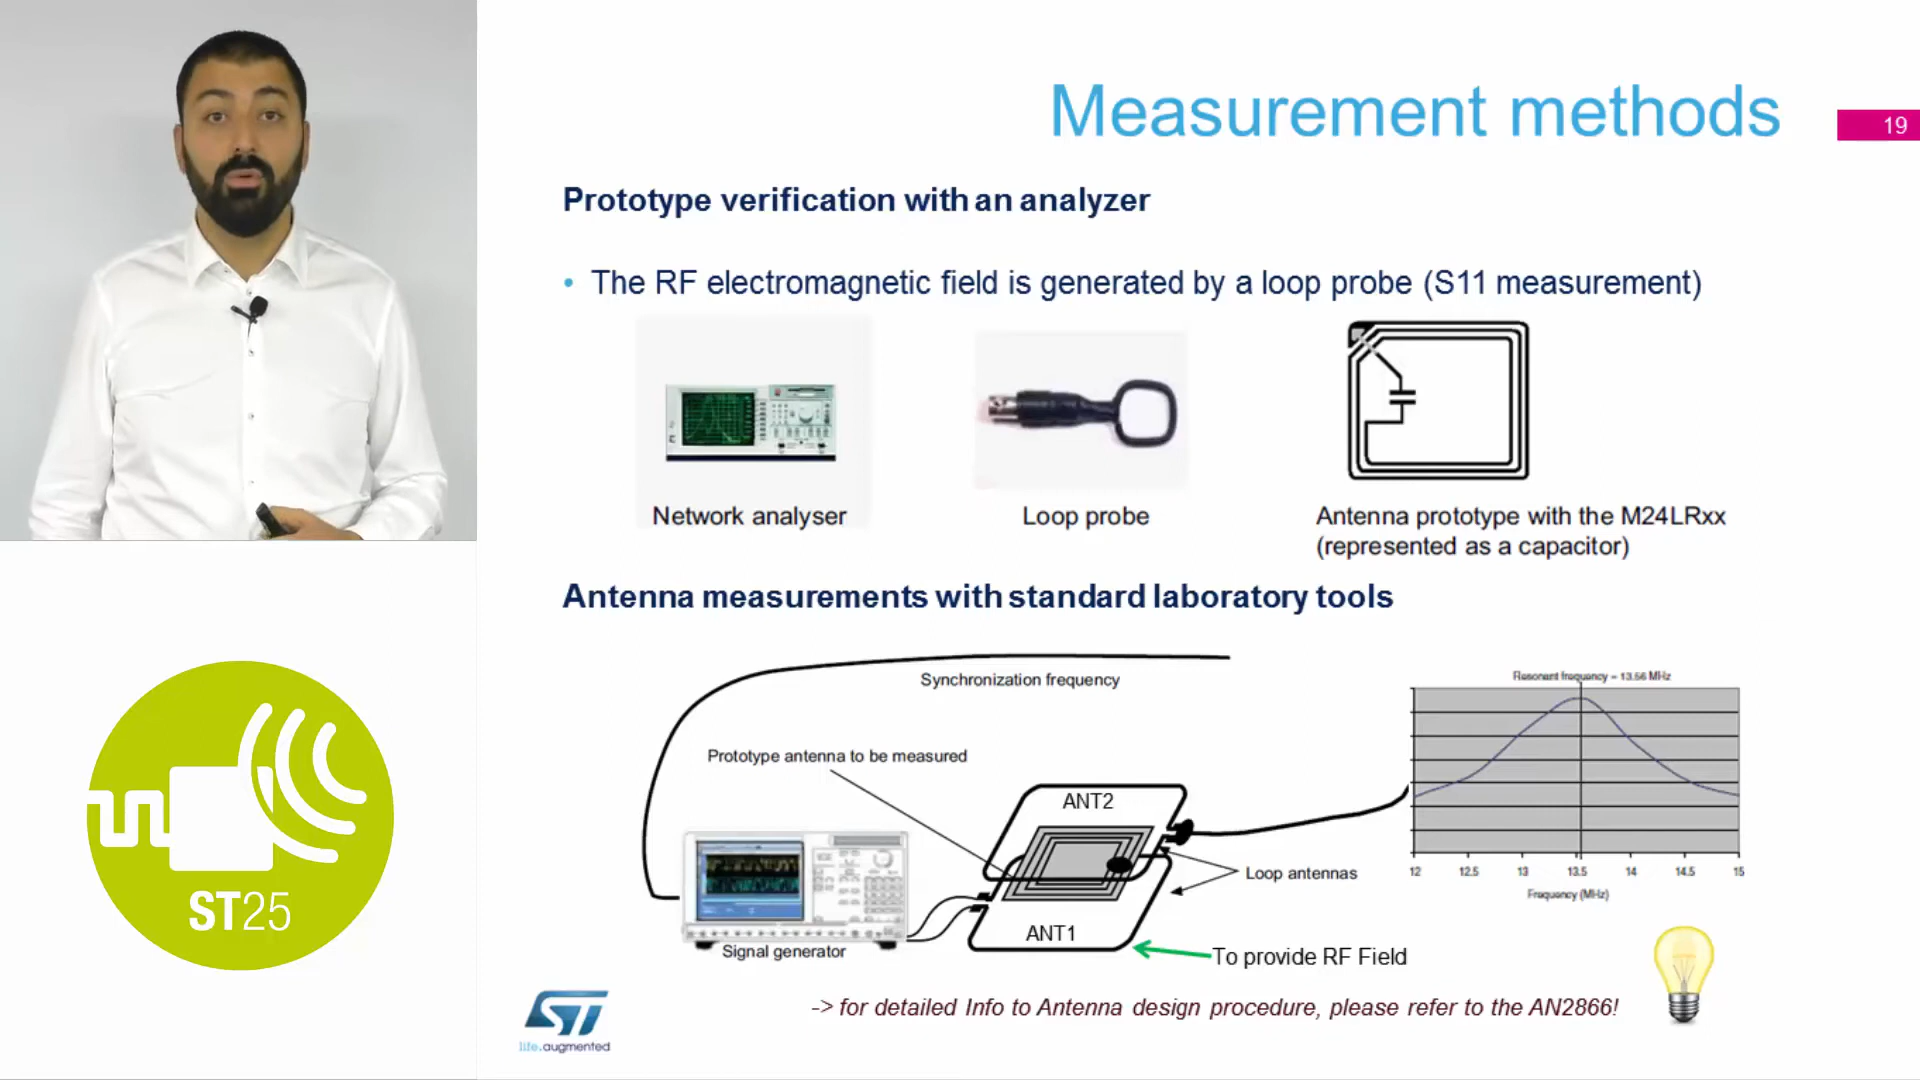 Measurement methods
19
Prototype verification with an analyzer
• The RF electromagnetic field is generated by a loop probe (S11 measurement)
Network analyser
Loop probe
Antenna prototype with the M24LRxx
(represented as a capacitor)
Antenna measurements with standard laboratory tools
Synchronization frequency
Resonant frequency = 13.56 MHz
Prototype antenna to be measured
ANT2
Loop antennas
12 12.5 13 13.5 14 14.5 15
Frequency (MHz)
ANT1
Signal generator
To provide RF Field
-> for detailed Info to Antenna design procedure, please refer to the AN2866!
ST25
ST
life.augmented